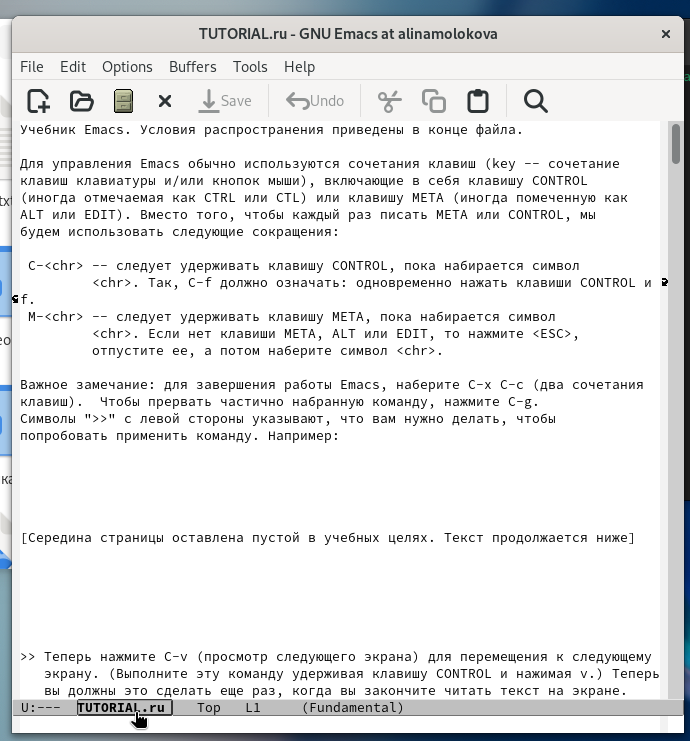 TUTORIAL.ru - GNU Emacs at alinamolokova
File Edit Options Buffers Tools Help
Save Undo
Учебник Emacs. Условия распространения приведены в конце файла.
Для управления Emacs обычно используются сочетания клавиш (key -- сочетание
клавиш клавиатуры и/или кнопок мыши), включающие в себя клавишу CONTROL
(иногда отмечаемая как CTRL или CTL) или клавишу META (иногда помеченную как
ALT или EDIT). Вместо того, чтобы каждый раз писать META или CONTROL, мы
будем использовать следующие сокращения:
C-<chr> -- следует удерживать клавишу CONTROL, пока набирается символ
<chr>. Так, C-f должно означать: одновременно нажать клавиши CONTROL и
f.
M-<chr> -- следует удерживать клавишу META, пока набирается символ
<chr>. Если нет клавиши META, ALT или EDIT, то нажмите <ESC>,
отпустите ее, а потом наберите символ <chr>.
Важное замечание: для завершения работы Emacs, наберите C-x C-c (два сочетания
клавиш).  Чтобы прервать частично набранную команду, нажмите C-g.
Символы ">>" с левой стороны указывают, что вам нужно делать, чтобы
попробовать применить команду. Например:
[Середина страницы оставлена пустой в учебных целях. Текст продолжается ниже]
>> Теперь нажмите C-v (просмотр следующего экрана) для перемещения к следующему
экрану. (Выполните эту команду удерживая клавишу CONTROL и нажимая v.) Теперь
вы должны это сделать еще раз, когда вы закончите читать текст на экране.
U:--- TUTORIAL.ru Top L1 (Fundamental)